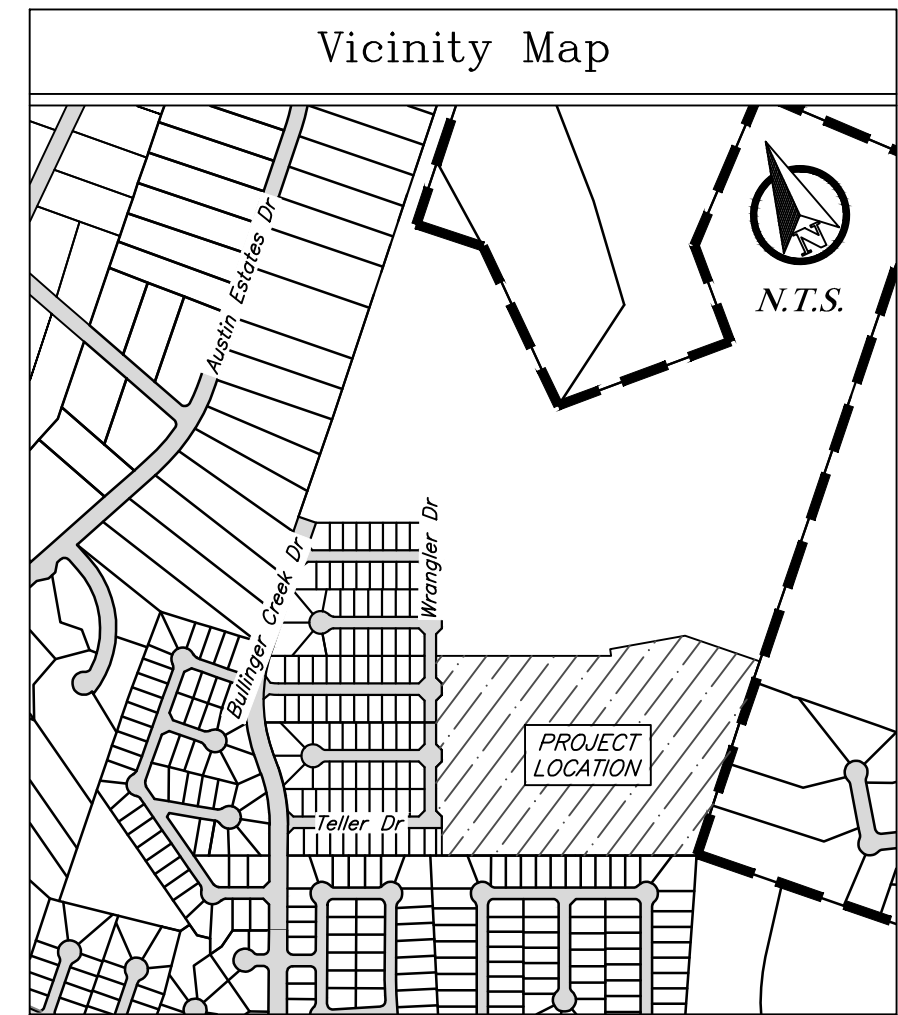 Vicinity Map
Austin Estates Dr
N
N.T.S.
Wrangler Dr
Bullinger Creek Dr
PROJECT
LOCATION
Teller Dr